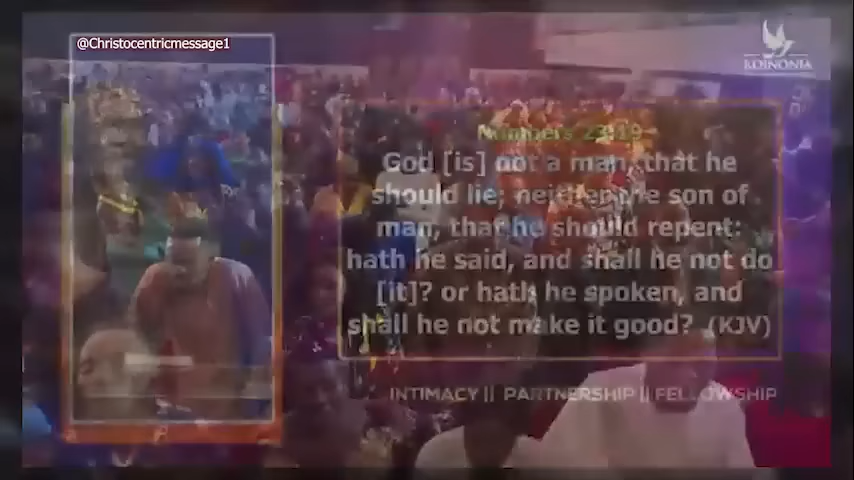 @Christocentricmessage1
KOINONIA
Numbers 23:19
God [is] not a man, that he
should lie; neither the son of
man, that he should repent:
hath he said, and shall he not do
[it]? or hath he spoken, and
shall he not make it good? (KJV)
INTIMACY || PARTNERSHIP || FELLOWSHIP